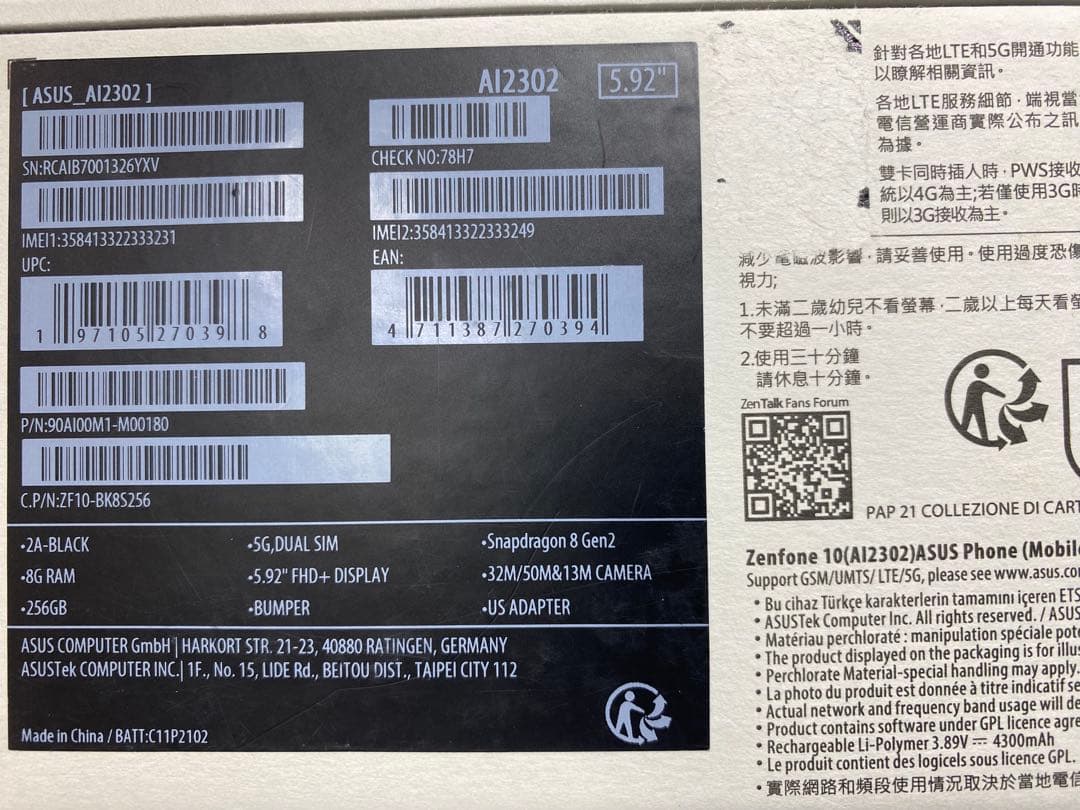 [ ASUS_AI2302 ]
AI2302
5.92"
SN:RCAIB7001326YXV
CHECK NO:78H7
IMEI1:358413322333231
IMEI2:358413322333249
UPC:
EAN:
1 97105 27039 8
4 711387 270394
P/N:90AI00M1-M00180
C.P/N:ZF10-BK8S256
•2A-BLACK
•5G,DUAL SIM
•Snapdragon 8 Gen2
•8G RAM
•5.92" FHD+ DISPLAY
•32M/50M&13M CAMERA
•256GB
•BUMPER
•US ADAPTER
ASUS COMPUTER GmbH | HARKORT STR. 21-23, 40880 RATINGEN, GERMANY
ASUSTek COMPUTER INC.| 1F., No. 15, LIDE Rd., BEITOU DIST., TAIPEI CITY 112
Made in China / BATT:C11P2102
針對各地LTE和5G開通功能
以瞭解相關資訊。
各地LTE服務細節，端視當
電信營運商實際公布之訊
為據。
雙卡同時插入時，PWS接收
統以4G為主;若僅使用3G時
則以3G接收為主。
減少電磁波影響，請妥善使用。使用過度恐傷
視力;
1.未滿二歲幼兒不看螢幕，二歲以上每天看螢
不要超過一小時。
2.使用三十分鐘
請休息十分鐘。
ZenTalk Fans Forum
PAP 21 COLLEZIONE DI CART
Zenfone 10(AI2302)ASUS Phone (Mobile
Support GSM/UMTS/ LTE/5G, please see www.asus.com
• Bu cihaz Türkçe karakterlerin tamamını içeren ETS
• ASUSTek Computer Inc. All rights reserved. / ASUS
• Matériau perchloraté : manipulation spéciale pot
• The product displayed on the packaging is for illus
• Perchlorate Material-special handling may apply.
• La photo du produit est donnée à titre indicatif se
• Actual network and frequency band usage will de
• Product contains software under GPL licence agre
• Rechargeable Li-Polymer 3.89V ⎓ 4300mAh
• Le produit contient des logiciels sous licence GPL.
• 實際網路和頻段使用情況取決於當地電信